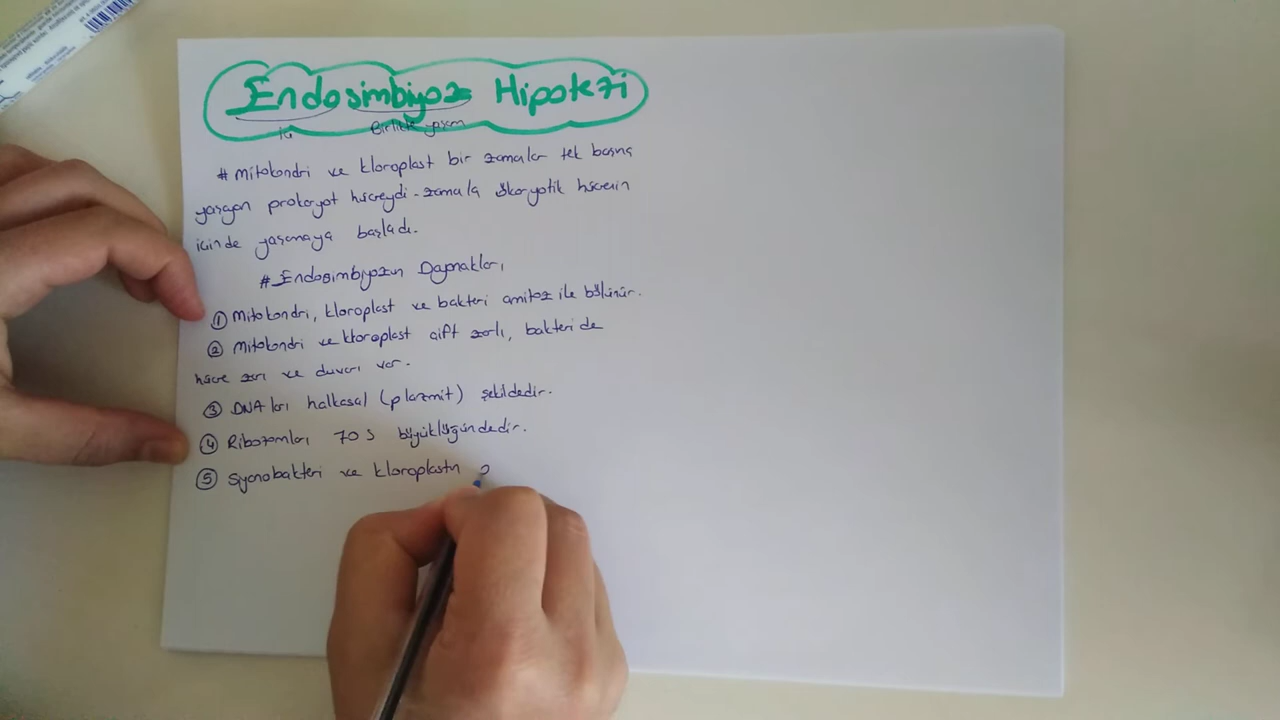 Endosimbiyoz Hipotezi
iç Birlikte yaşam
# Mitokondri ve kloroplast bir zamanlar tek başına
yaşayan prokaryot hücreydi. zamanla ökaryotik hücrenin
içinde yaşamaya başladı.
# Endosimbiyozun Dayanakları
① Mitokondri, kloroplast ve bakteri amitoz ile bölünür.
② Mitokondri ve kloroplast çift zarlı, bakteri de
hücre zarı ve duvarı var.
③ DNA ları halkasal (plazmit) şekildedir.
④ Ribozomları 70 S büyüklüğündedir.
⑤ Siyanobakteri ve kloroplastın